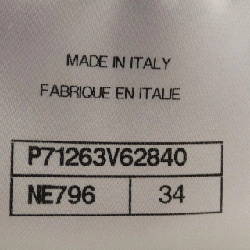 MADE IN ITALY
FABRIQUE EN ITALIE
P71263V62840
NE796 34